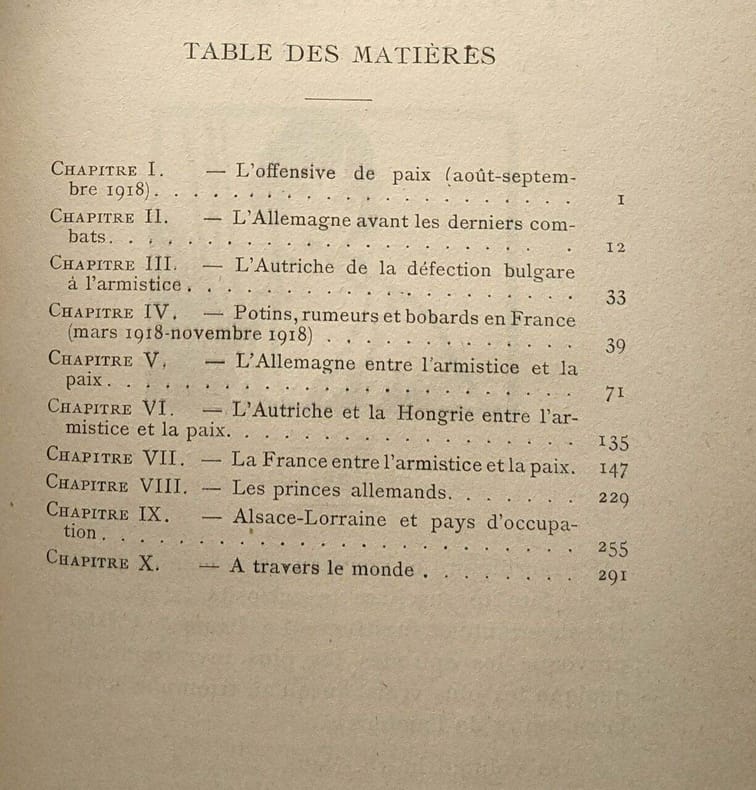 TABLE DES MATIÈRES
CHAPITRE I. — L'offensive de paix (août-septem-
bre 1918). . . . . . . . . . . . . . . . . . . 1
CHAPITRE II. — L'Allemagne avant les derniers com-
bats. . . . . . . . . . . . . . . . . . . . 12
CHAPITRE III. — L'Autriche de la défection bulgare
à l'armistice . . . . . . . . . . . . . . . . . 33
CHAPITRE IV. — Potins, rumeurs et bobards en France
(mars 1918-novembre 1918) . . . . . . . . . . . 39
CHAPITRE V. — L'Allemagne entre l'armistice et la
paix . . . . . . . . . . . . . . . . . . . . . 71
CHAPITRE VI. — L'Autriche et la Hongrie entre l'ar-
mistice et la paix. . . . . . . . . . . . . . . 135
CHAPITRE VII. — La France entre l'armistice et la paix. 147
CHAPITRE VIII. — Les princes allemands. . . . . . . 229
CHAPITRE IX. — Alsace-Lorraine et pays d'occupa-
tion . . . . . . . . . . . . . . . . . . . . . 255
CHAPITRE X. — A travers le monde . . . . . . . . 291